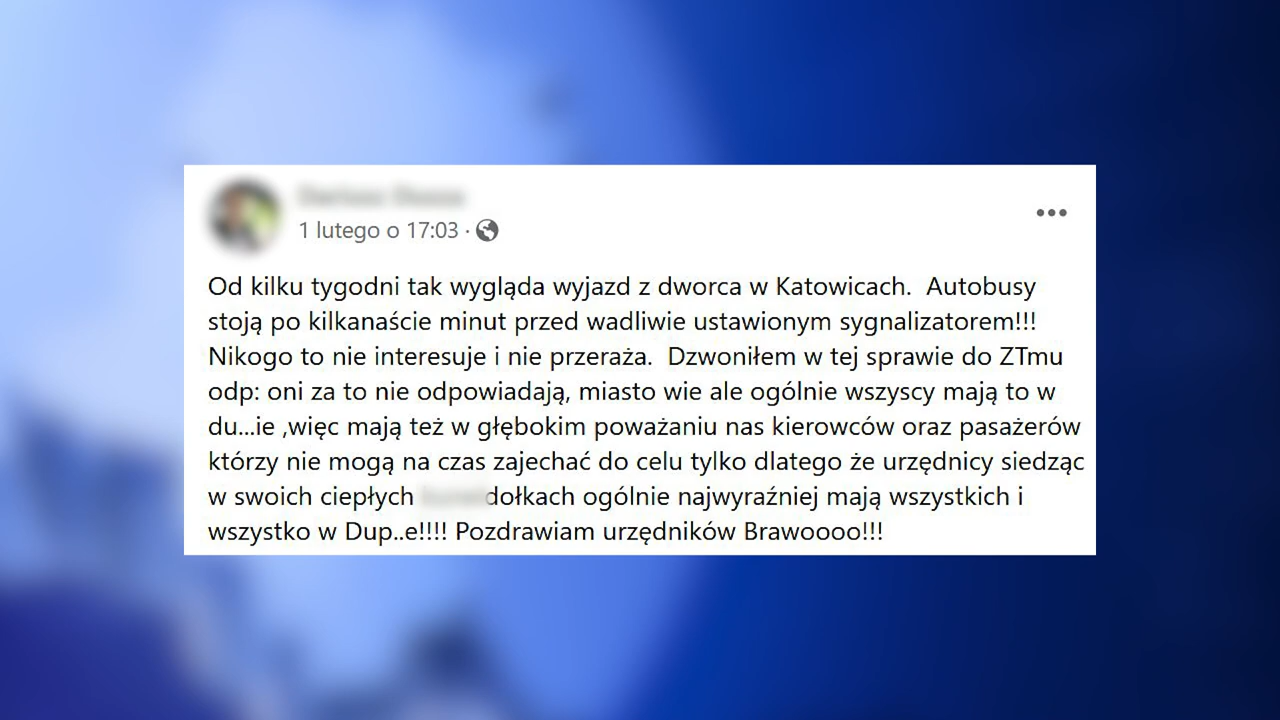 1 lutego o 17:03 ·
Od kilku tygodni tak wygląda wyjazd z dworca w Katowicach.  Autobusy
stoją po kilkanaście minut przed wadliwie ustawionym sygnalizatorem!!!
Nikogo to nie interesuje i nie przeraża.  Dzwoniłem w tej sprawie do ZTmu
odp: oni za to nie odpowiadają, miasto wie ale ogólnie wszyscy mają to w
du...ie ,więc mają też w głębokim poważaniu nas kierowców oraz pasażerów
którzy nie mogą na czas zajechać do celu tylko dlatego że urzędnicy siedząc
w swoich ciepłych dołkach ogólnie najwyraźniej mają wszystkich i
wszystko w Dup..e!!!! Pozdrawiam urzędników Brawoooo!!!